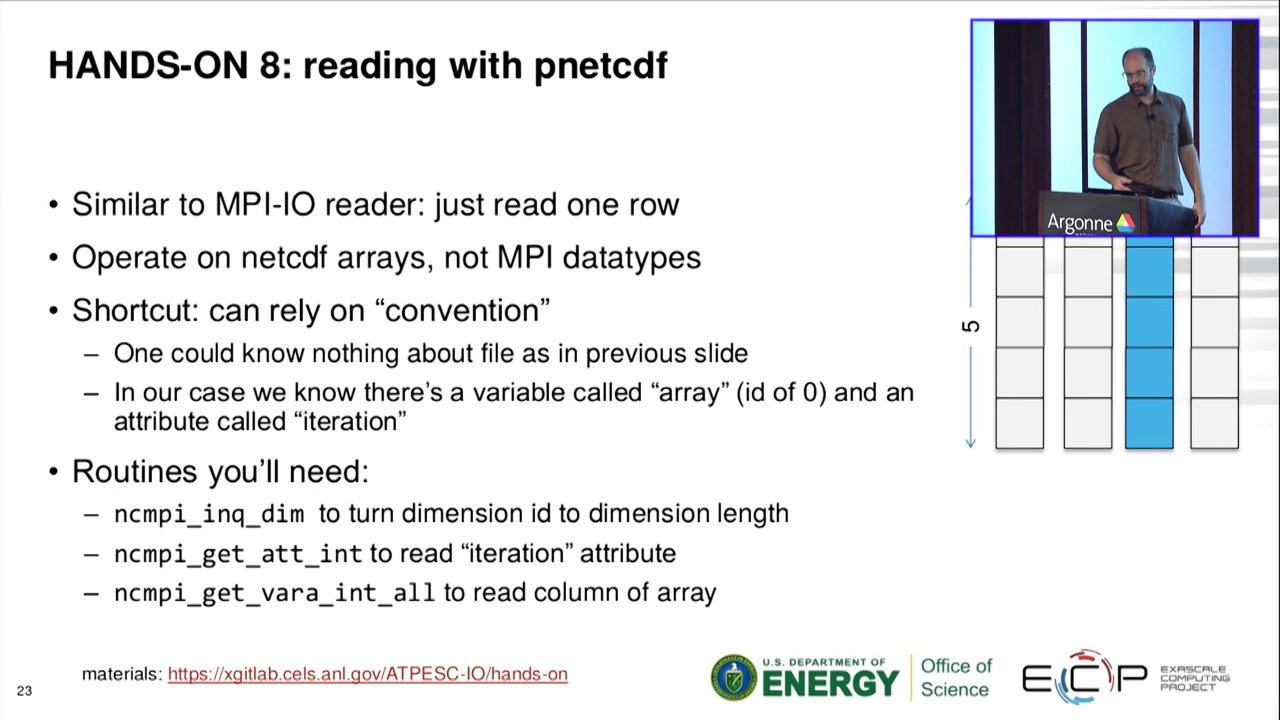 HANDS-ON 8: reading with pnetcdf
• Similar to MPI-IO reader: just read one row
• Operate on netcdf arrays, not MPI datatypes
• Shortcut: can rely on “convention”
– One could know nothing about file as in previous slide
– In our case we know there’s a variable called “array” (id of 0) and an
attribute called “iteration”
• Routines you’ll need:
– ncmpi_inq_dim to turn dimension id to dimension length
– ncmpi_get_att_int to read “iteration” attribute
– ncmpi_get_vara_int_all to read column of array
Argonne
5
materials: https://xgitlab.cels.anl.gov/ATPESC-IO/hands-on
23
U.S. DEPARTMENT OF
ENERGY
Office of
Science
ECP
EXASCALE
COMPUTING
PROJECT